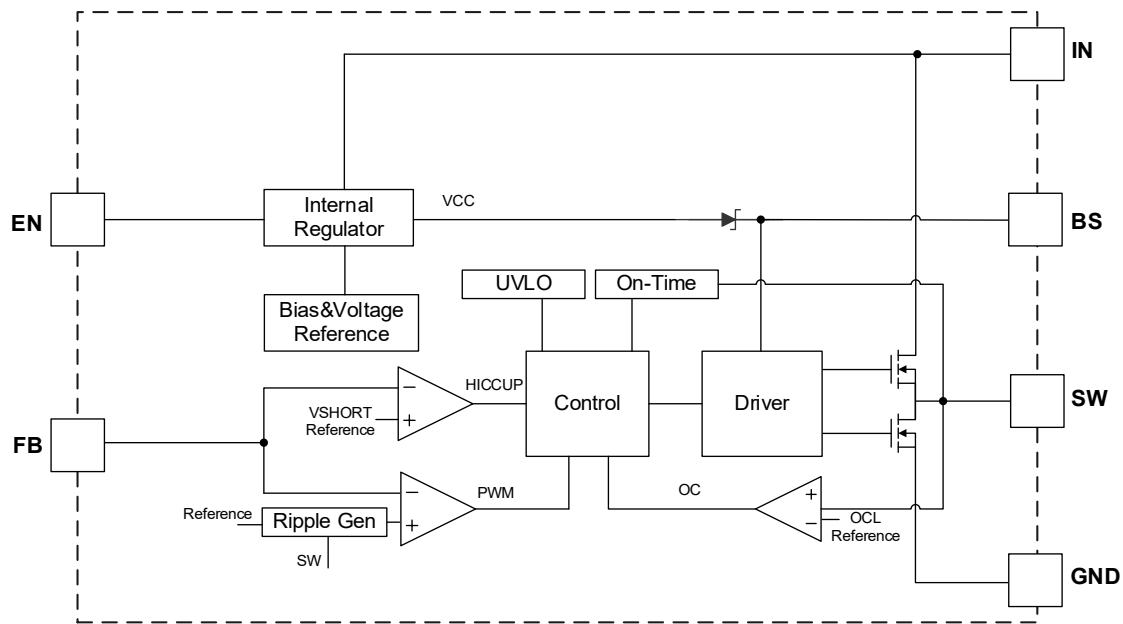 IN
EN
Internal
Regulator
VCC
BS
UVLO
On-Time
Bias&Voltage
Reference
HICCUP
VSHORT
Reference
−
+
Control
Driver
SW
FB
Reference
Ripple Gen
SW
−
+
PWM
OC
+
−
OCL
Reference
GND